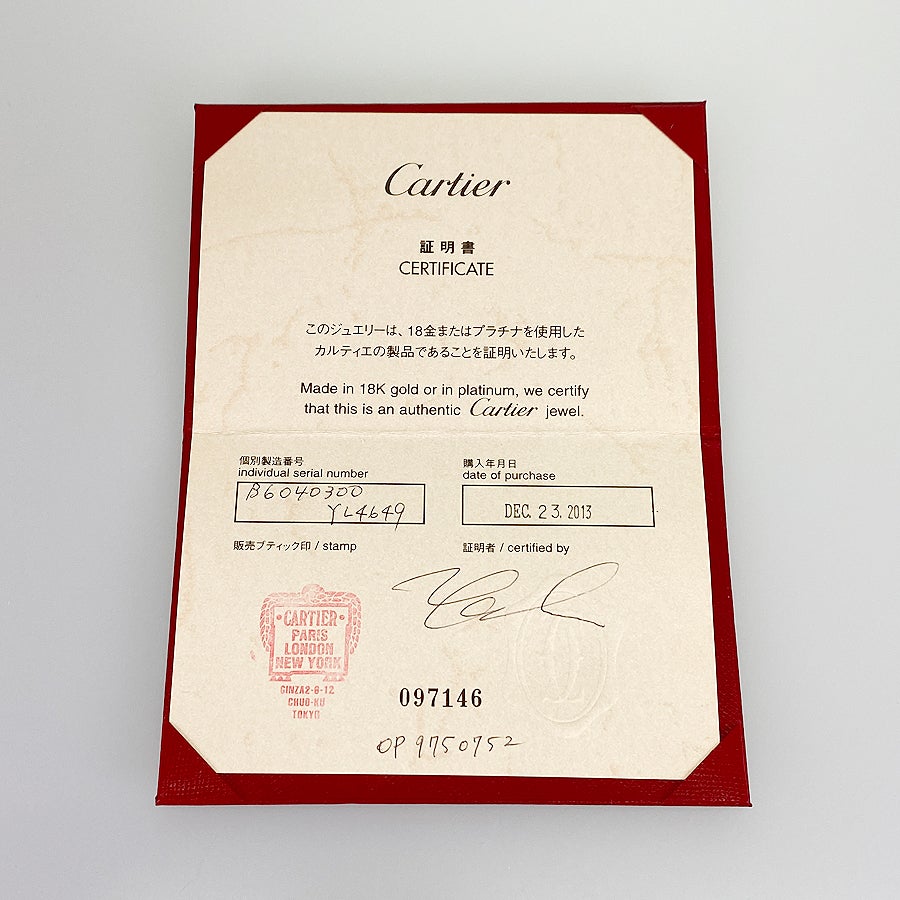 Cartier
証明書
CERTIFICATE
このジュエリーは、18金またはプラチナを使用した
カルティエの製品であることを証明いたします。
Made in 18K gold or in platinum, we certify
that this is an authentic Cartier jewel.
個別製造番号
individual serial number
B6040300
YL4649
購入年月日
date of purchase
DEC. 23. 2013
販売ブティック印 / stamp
証明者 / certified by
CARTIER
PARIS
LONDON
NEW YORK
GINZA2-6-12
CHUO-KU
TOKYO
097146
OP 9750752